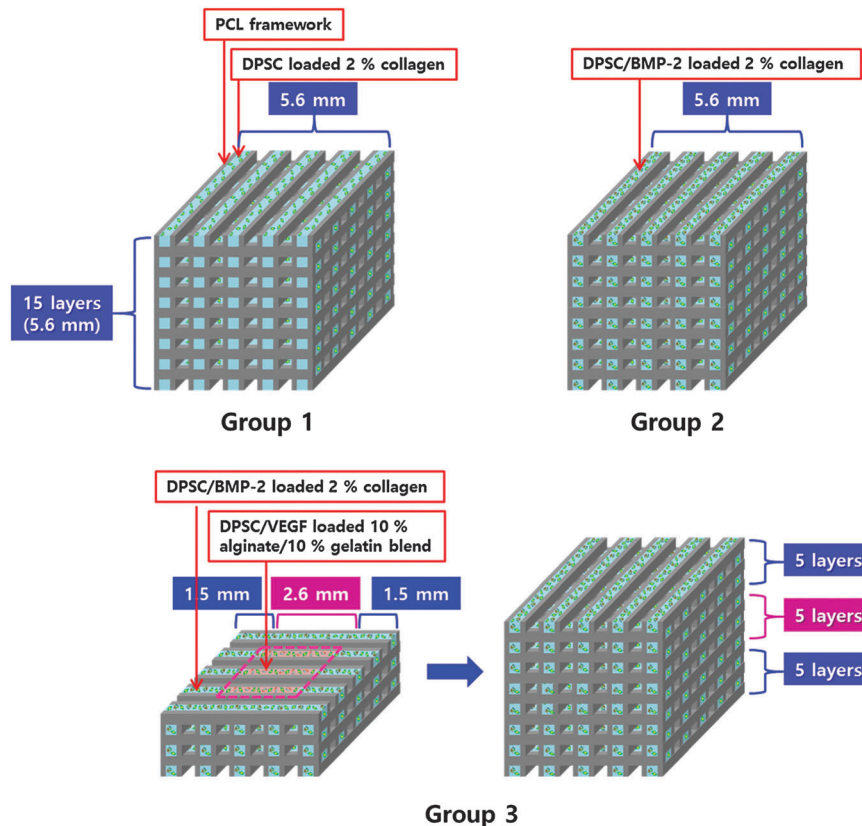 PCL framework
DPSC loaded 2 % collagen
5.6 mm
15 layers
(5.6 mm)
Group 1
DPSC/BMP-2 loaded 2 % collagen
5.6 mm
Group 2
DPSC/BMP-2 loaded 2 % collagen
DPSC/VEGF loaded 10 %
alginate/10 % gelatin blend
1.5 mm
2.6 mm
1.5 mm
5 layers
5 layers
5 layers
Group 3